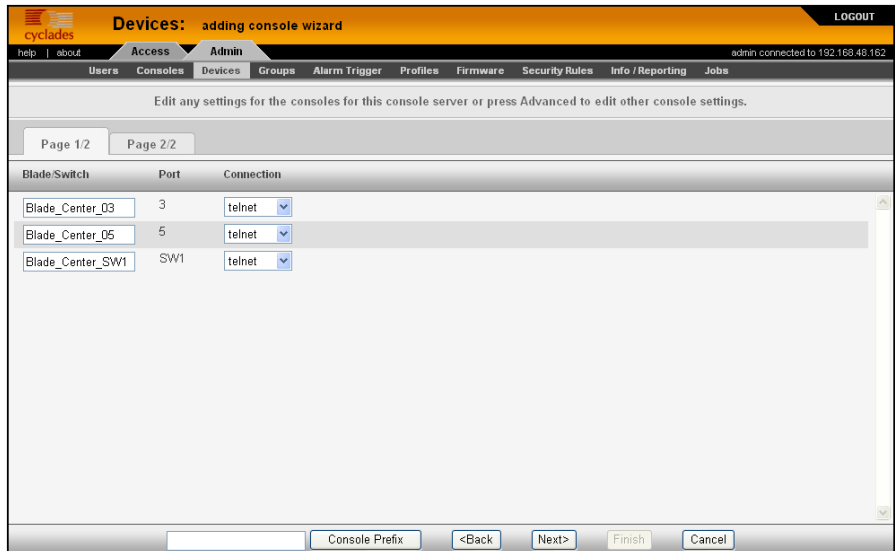 cyclades
Devices: adding console wizard
LOGOUT
help | about
Access
Admin
admin connected to 192.168.48.162
Users Consoles Devices Groups Alarm Trigger Profiles Firmware Security Rules Info / Reporting Jobs
Edit any settings for the consoles for this console server or press Advanced to edit other console settings.
Page 1/2 Page 2/2
Blade/Switch Port Connection
Blade_Center_03 3 telnet
Blade_Center_05 5 telnet
Blade_Center_SW1 SW1 telnet
Console Prefix <Back Next> Finish Cancel